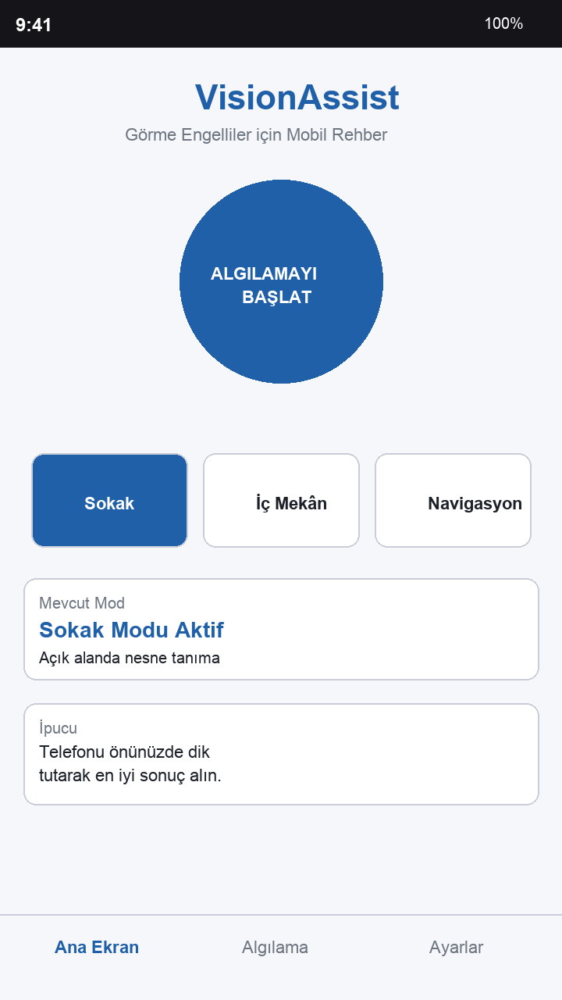 9:41
100%
VisionAssist
Görme Engelliler için Mobil Rehber
ALGILAMAYI
BAŞLAT
Sokak
İç Mekân
Navigasyon
Mevcut Mod
Sokak Modu Aktif
Açık alanda nesne tanıma
İpucu
Telefonu önünüzde dik
tutarak en iyi sonuç alın.
Ana Ekran
Algılama
Ayarlar